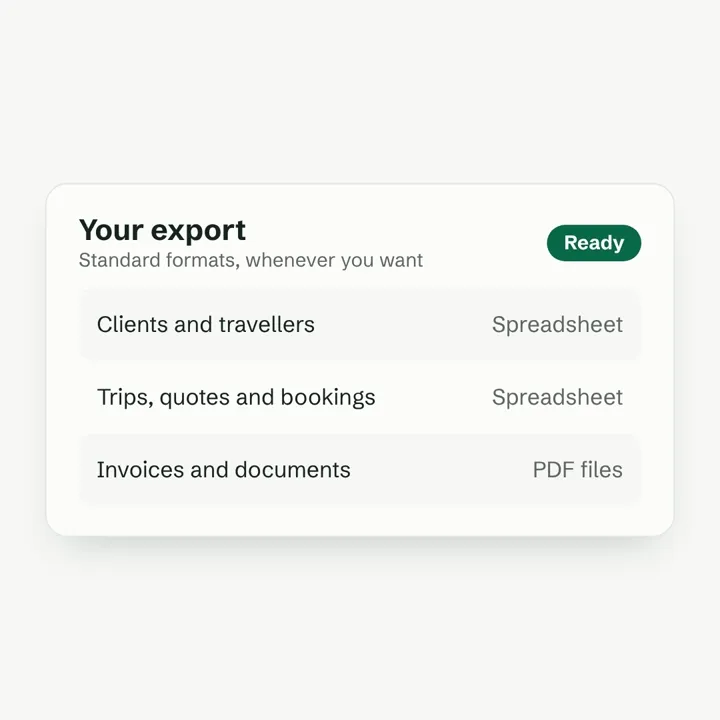 Your export
Standard formats, whenever you want
Ready
Clients and travellers Spreadsheet
Trips, quotes and bookings Spreadsheet
Invoices and documents PDF files